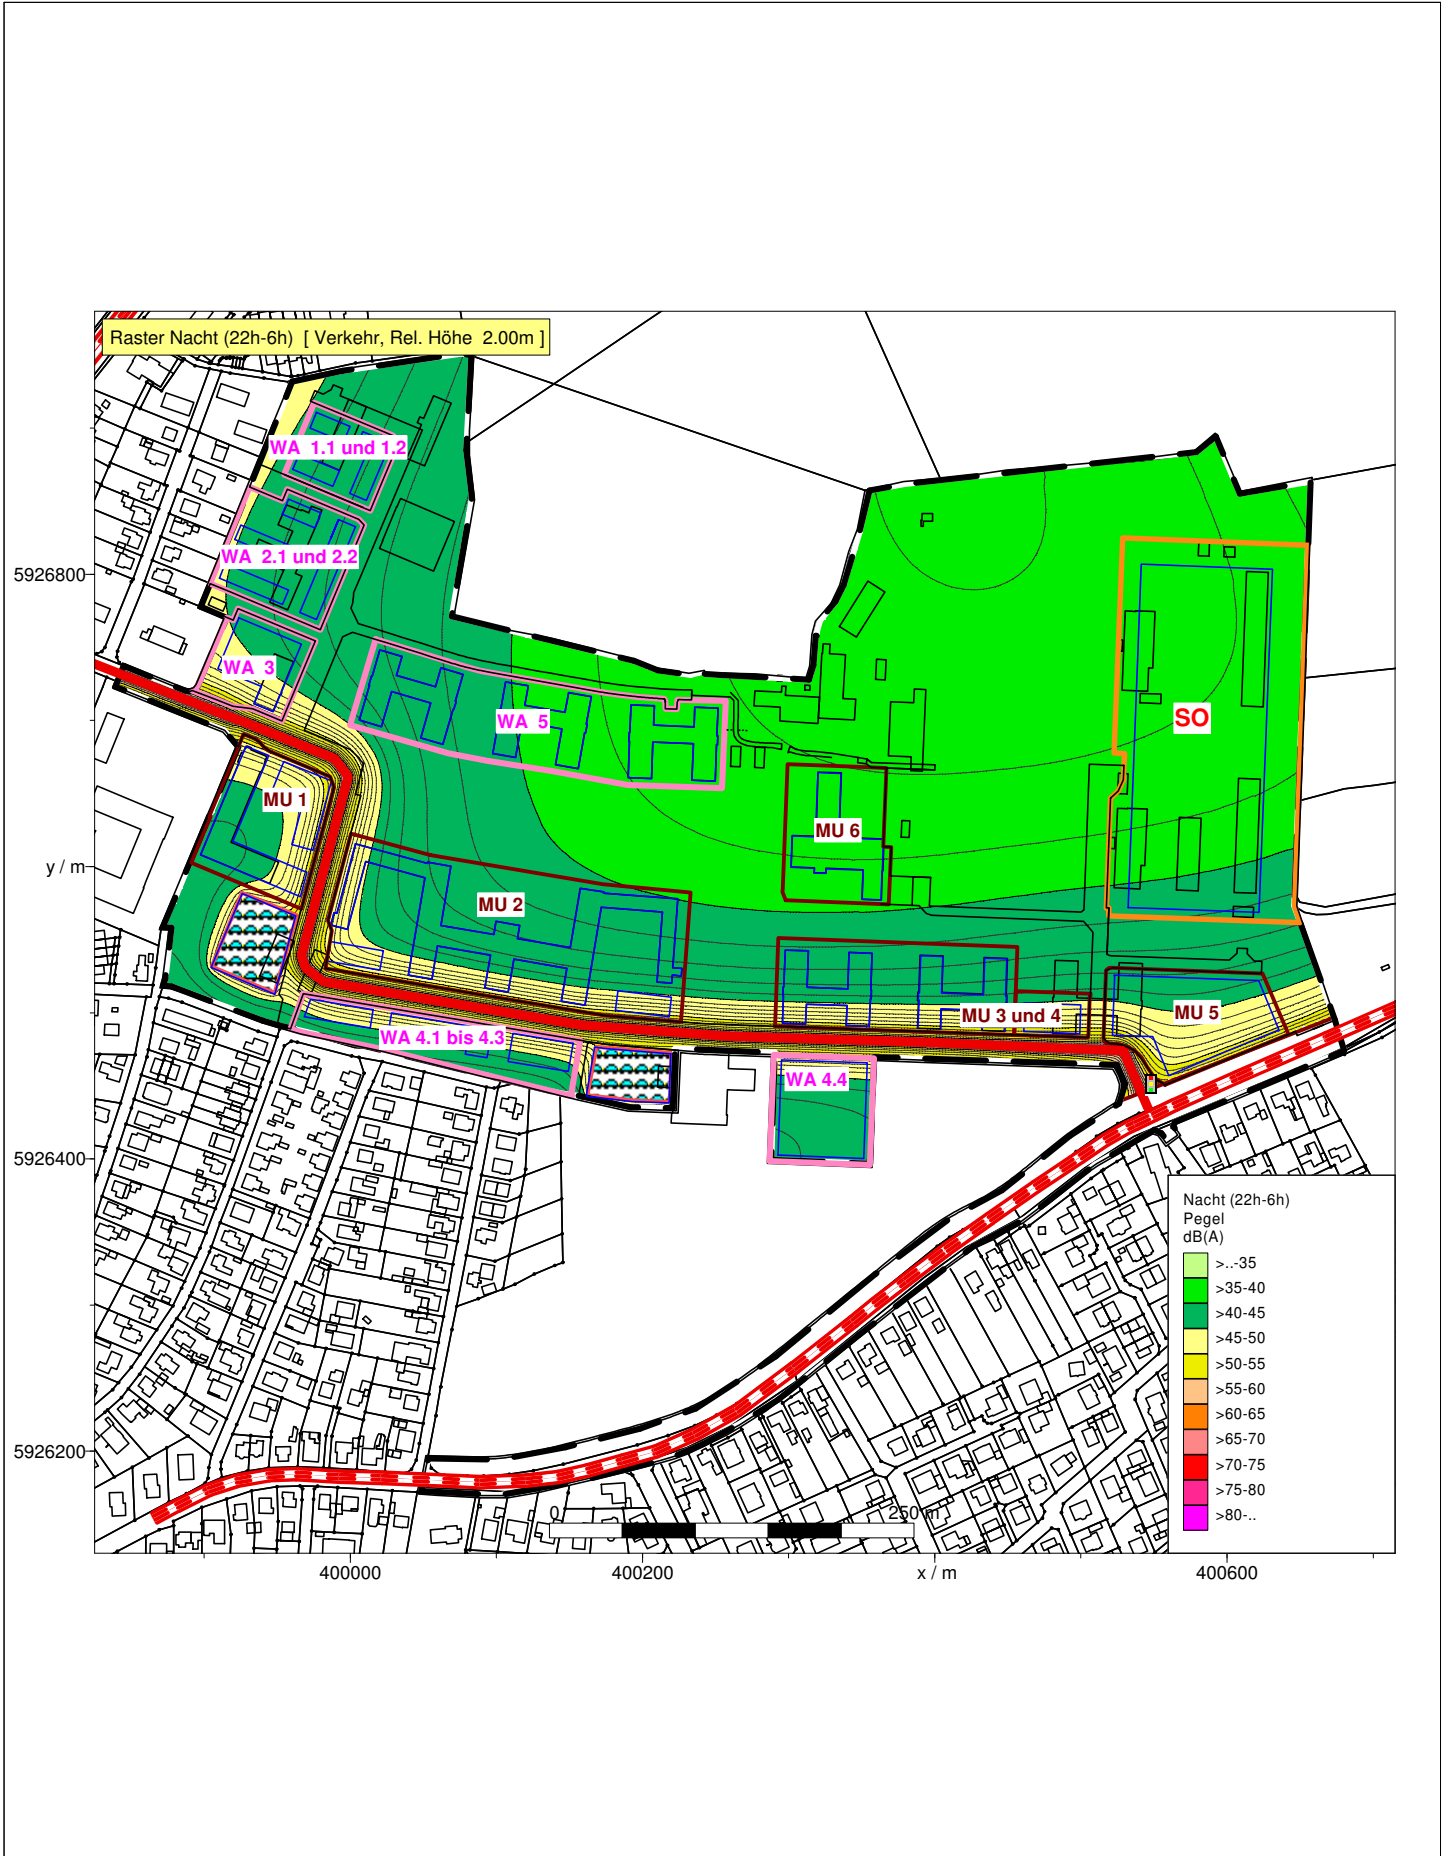 Raster Nacht (22h-6h) [ Verkehr, Rel. Höhe 2.00m ]
WA 1.1 und 1.2
WA 2.1 und 2.2
5926800
WA 3
WA 5
SO
MU 1
MU 6
y / m
MU 2
MU 3 und 4
MU 5
WA 4.1 bis 4.3
WA 4.4
5926400
Nacht (22h-6h)
Pegel
dB(A)
>..-35
>35-40
>40-45
>45-50
>50-55
>55-60
>60-65
>65-70
>70-75
>75-80
>80-..
5926200
0 250 m
400000 400200 x / m 400600